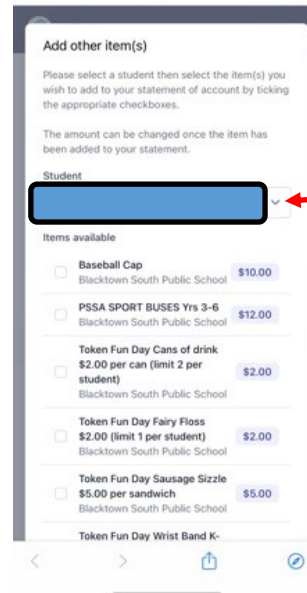 Add other item(s)
Please select a student then select the item(s) you
wish to add to your statement of account by ticking
the appropriate checkboxes.
The amount can be changed once the item has
been added to your statement.
Student
Items available
Baseball Cap
Blacktown South Public School
$10.00
PSSA SPORT BUSES Yrs 3-6
Blacktown South Public School
$12.00
Token Fun Day Cans of drink
$2.00 per can (limit 2 per
student)
Blacktown South Public School
$2.00
Token Fun Day Fairy Floss
$2.00 (limit 1 per student)
Blacktown South Public School
$2.00
Token Fun Day Sausage Sizzle
$5.00 per sandwich
Blacktown South Public School
$5.00
Token Fun Day Wrist Band K-